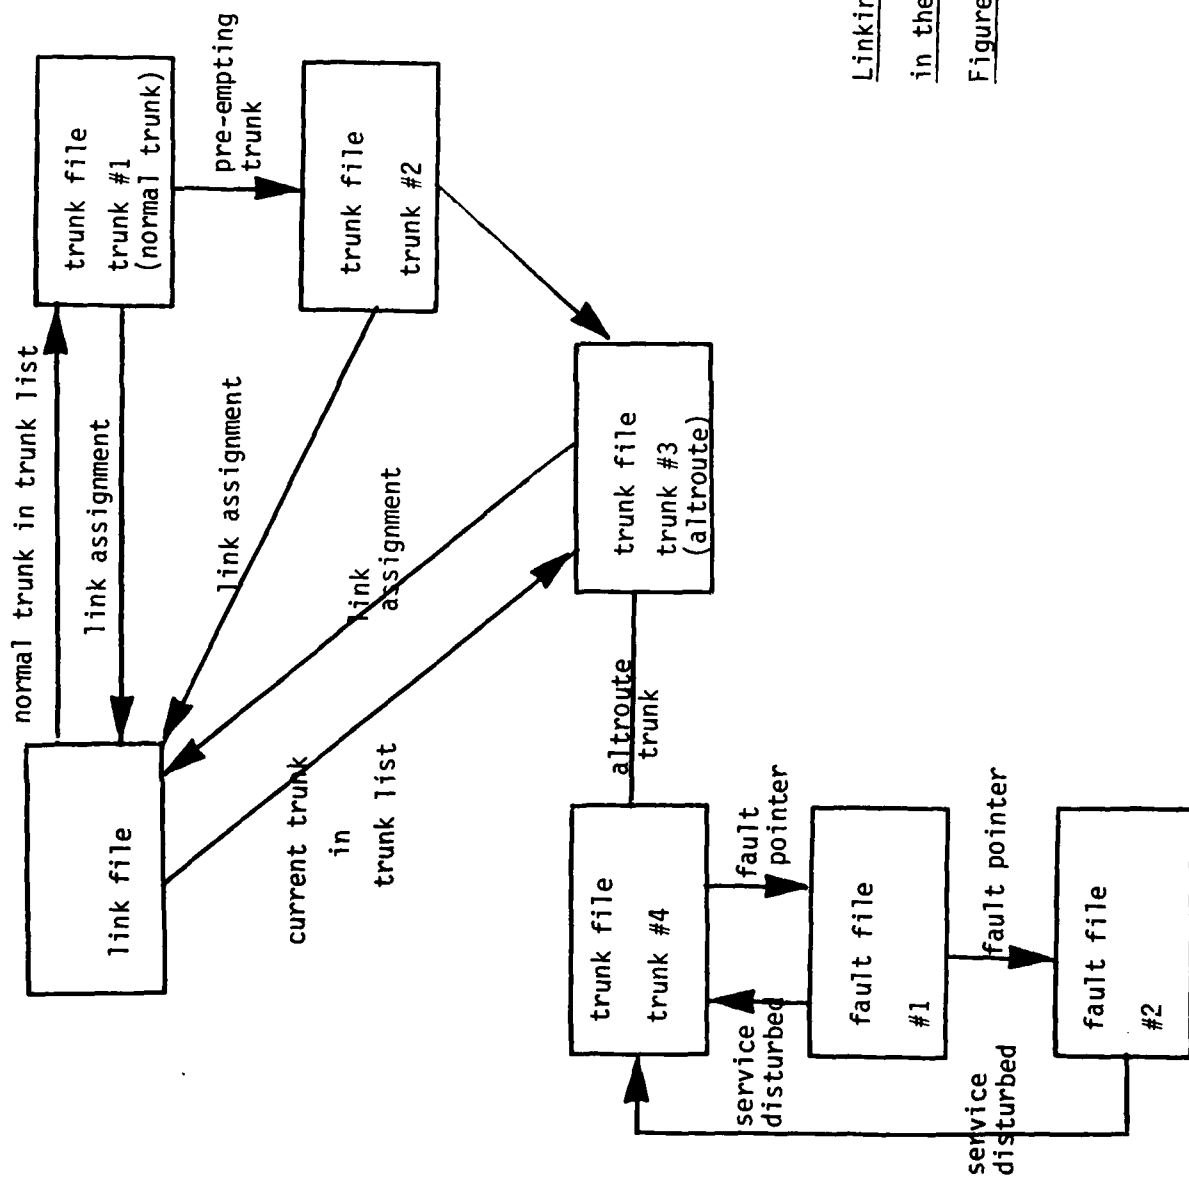 normal trunk in trunk list
link assignment
link file
trunk file
trunk #1
(normal trunk)
pre-empting
trunk
trunk file
trunk #2
link assignment
link
assignment
current trunk
in
trunk list
trunk file
trunk #3
(altroute)
altroute
trunk
trunk file
trunk #4
fault
pointer
service
disturbed
fault file
#1
fault pointer
service
disturbed
fault file
#2
in the
Figure